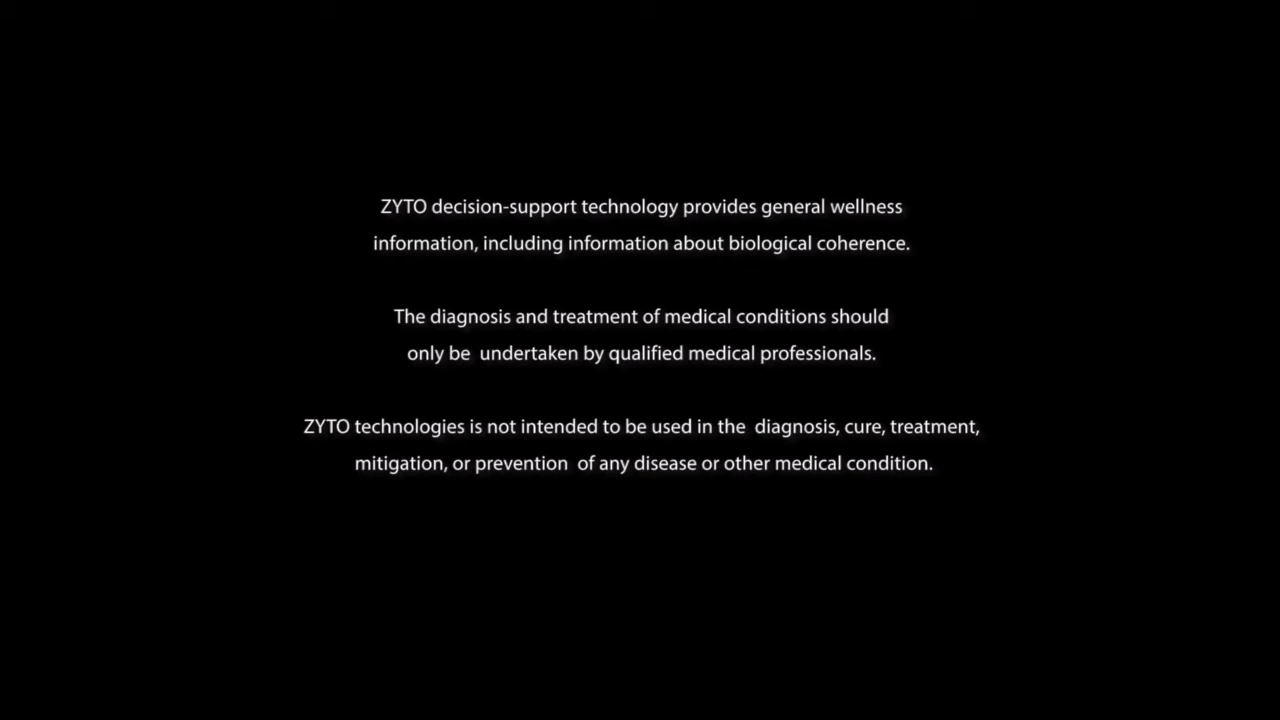 ZYTO decision-support technology provides general wellness
information, including information about biological coherence.
The diagnosis and treatment of medical conditions should
only be  undertaken by qualified medical professionals.
ZYTO technologies is not intended to be used in the  diagnosis, cure, treatment,
mitigation, or prevention  of any disease or other medical condition.